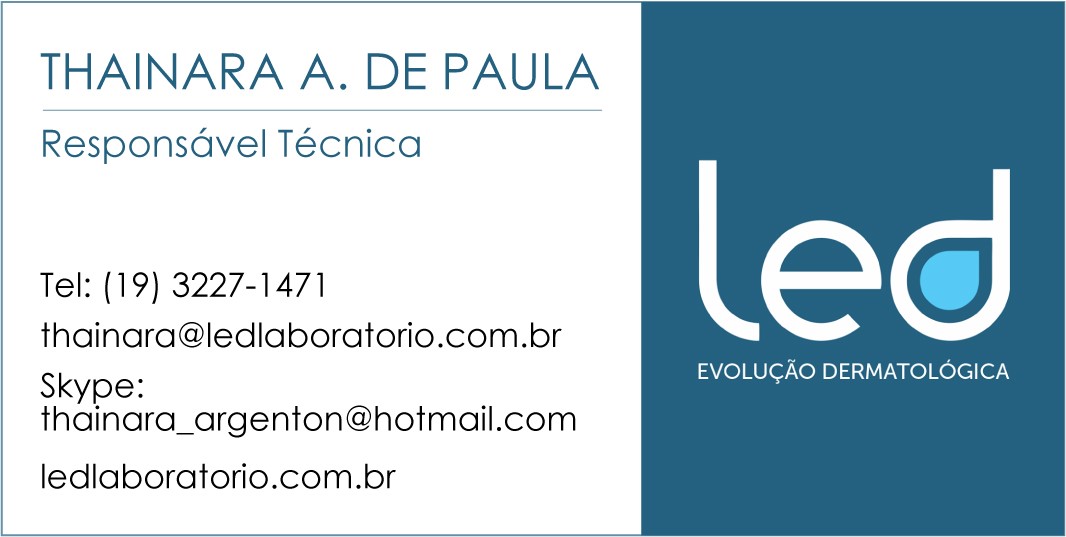 THAINARA A. DE PAULA
Responsável Técnica
Tel: (19) 3227-1471
thainara@ledlaboratorio.com.br
Skype:
thainara_argenton@hotmail.com
ledlaboratorio.com.br
led
EVOLUÇÃO DERMATOLÓGICA